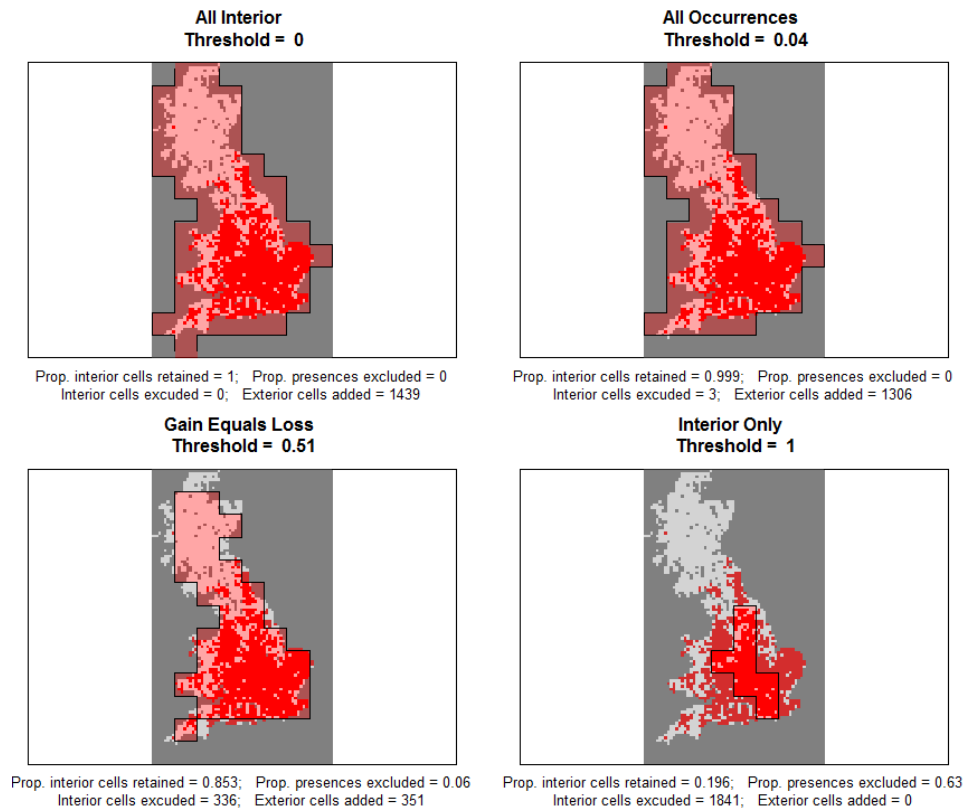 All Interior
Threshold =  0
Prop. interior cells retained = 1;   Prop. presences excluded = 0
Interior cells excuded = 0;   Exterior cells added = 1439
All Occurrences
Threshold =  0.04
Prop. interior cells retained = 0.999;   Prop. presences excluded = 0
Interior cells excuded = 3;   Exterior cells added = 1306
Gain Equals Loss
Threshold =  0.51
Prop. interior cells retained = 0.853;   Prop. presences excluded = 0.06
Interior cells excuded = 336;   Exterior cells added = 351
Interior Only
Threshold =  1
Prop. interior cells retained = 0.196;   Prop. presences excluded = 0.63
Interior cells excuded = 1841;   Exterior cells added = 0